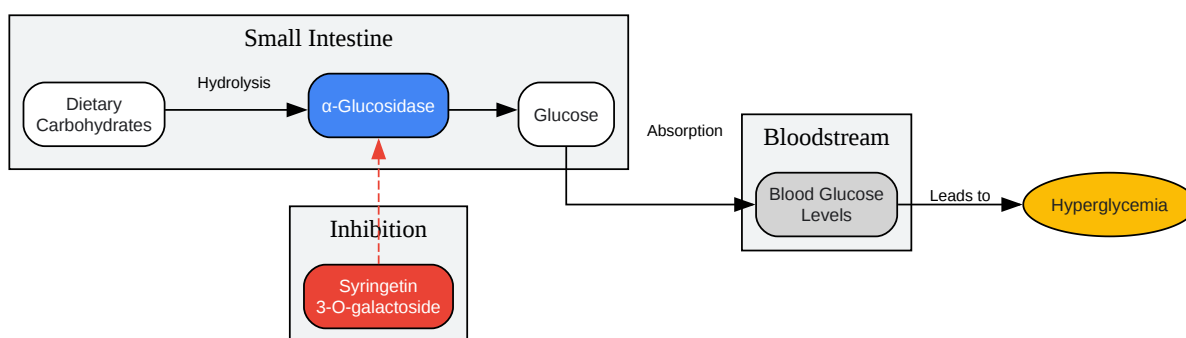 Small Intestine
Hydrolysis
Dietary
Carbohydrates
α-Glucosidase
Glucose
Absorption
Bloodstream
Blood Glucose
Levels
Leads to
Hyperglycemia
Inhibition
Syringetin
3-O-galactoside